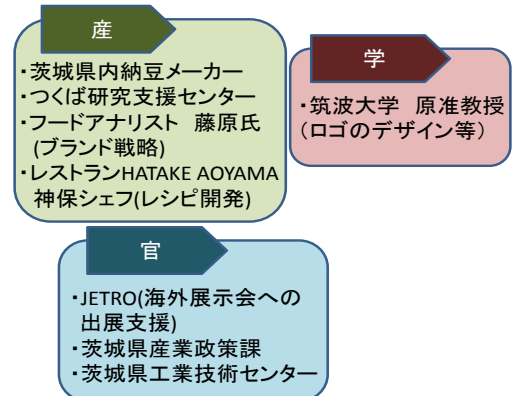 産
・茨城県内納豆メーカー
・つくば研究支援センター
・フードアナリスト 藤原氏
(ブランド戦略)
・レストランHATAKE AOYAMA
神保シェフ(レシピ開発)
学
・筑波大学 原准教授
（ロゴのデザイン等）
官
・JETRO(海外展示会への
出展支援)
・茨城県産業政策課
・茨城県工業技術センター